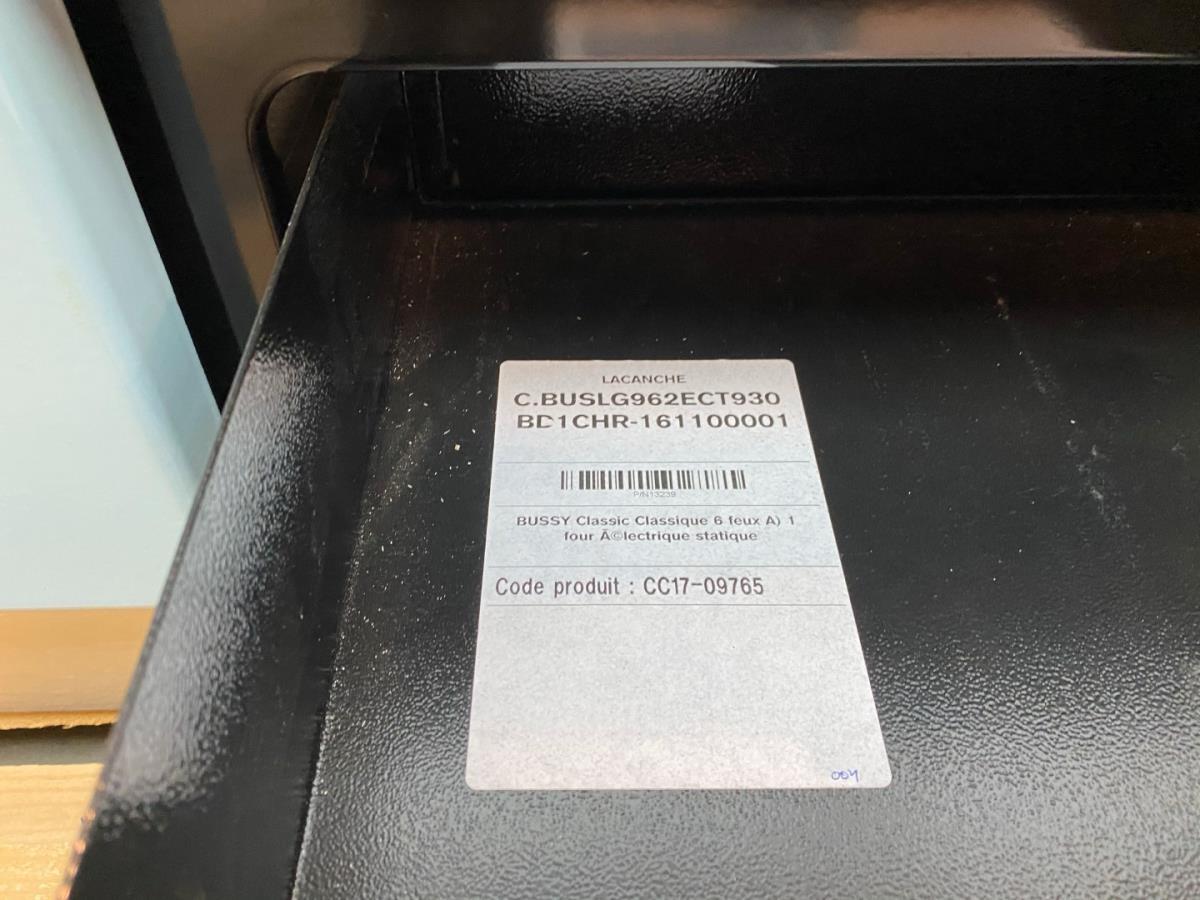 LACANCHE
C.BUSLG962ECT930
BD1CHR-161100001
P/N13239
BUSSY Classic Classique 6 feux A) 1
four Ã©lectrique statique
Code produit : CC17-09765
004